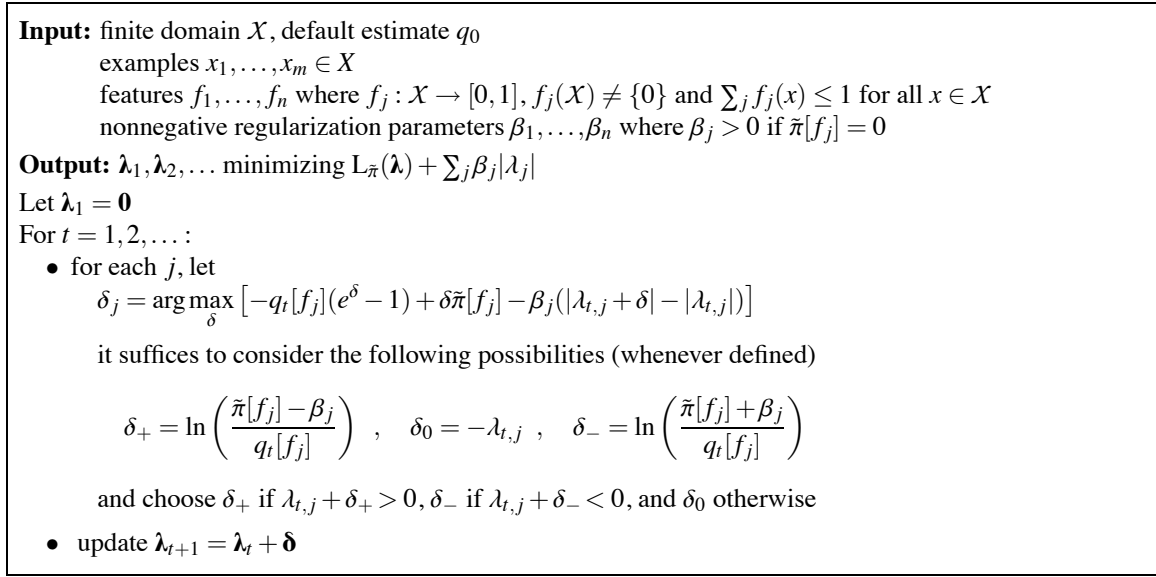 Input: finite domain 𝒳, default estimate q₀
examples x₁,…,xₘ ∈ X
features f₁,…,fₙ where fⱼ : 𝒳 → [0,1], fⱼ(𝒳) ≠ {0} and ∑ⱼ fⱼ(x) ≤ 1 for all x ∈ 𝒳
nonnegative regularization parameters β₁,…,βₙ where βⱼ > 0 if π̃[fⱼ] = 0
Output: λ₁,λ₂,… minimizing L_π̃(λ) + ∑ⱼ βⱼ|λⱼ|
Let λ₁ = 0
For t = 1,2,… :
• for each j, let
δⱼ = arg max_δ [−qₜ[fⱼ](e^δ − 1) + δπ̃[fⱼ] − βⱼ(|λₜ,ⱼ + δ| − |λₜ,ⱼ|)]
it suffices to consider the following possibilities (whenever defined)
δ₊ = ln((π̃[fⱼ] − βⱼ)/qₜ[fⱼ]) , δ₀ = −λₜ,ⱼ , δ₋ = ln((π̃[fⱼ] + βⱼ)/qₜ[fⱼ])
and choose δ₊ if λₜ,ⱼ + δ₊ > 0, δ₋ if λₜ,ⱼ + δ₋ < 0, and δ₀ otherwise
• update λₜ₊₁ = λₜ + δ